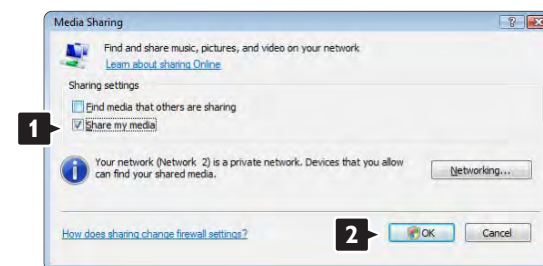 Media Sharing
Find and share music, pictures, and video on your network
Learn about sharing Online
Sharing settings
Find media that others are sharing
1
Share my media
Your network (Network 2) is a private network. Devices that you allow
can find your shared media.
Networking...
How does sharing change firewall settings?
2
OK
Cancel